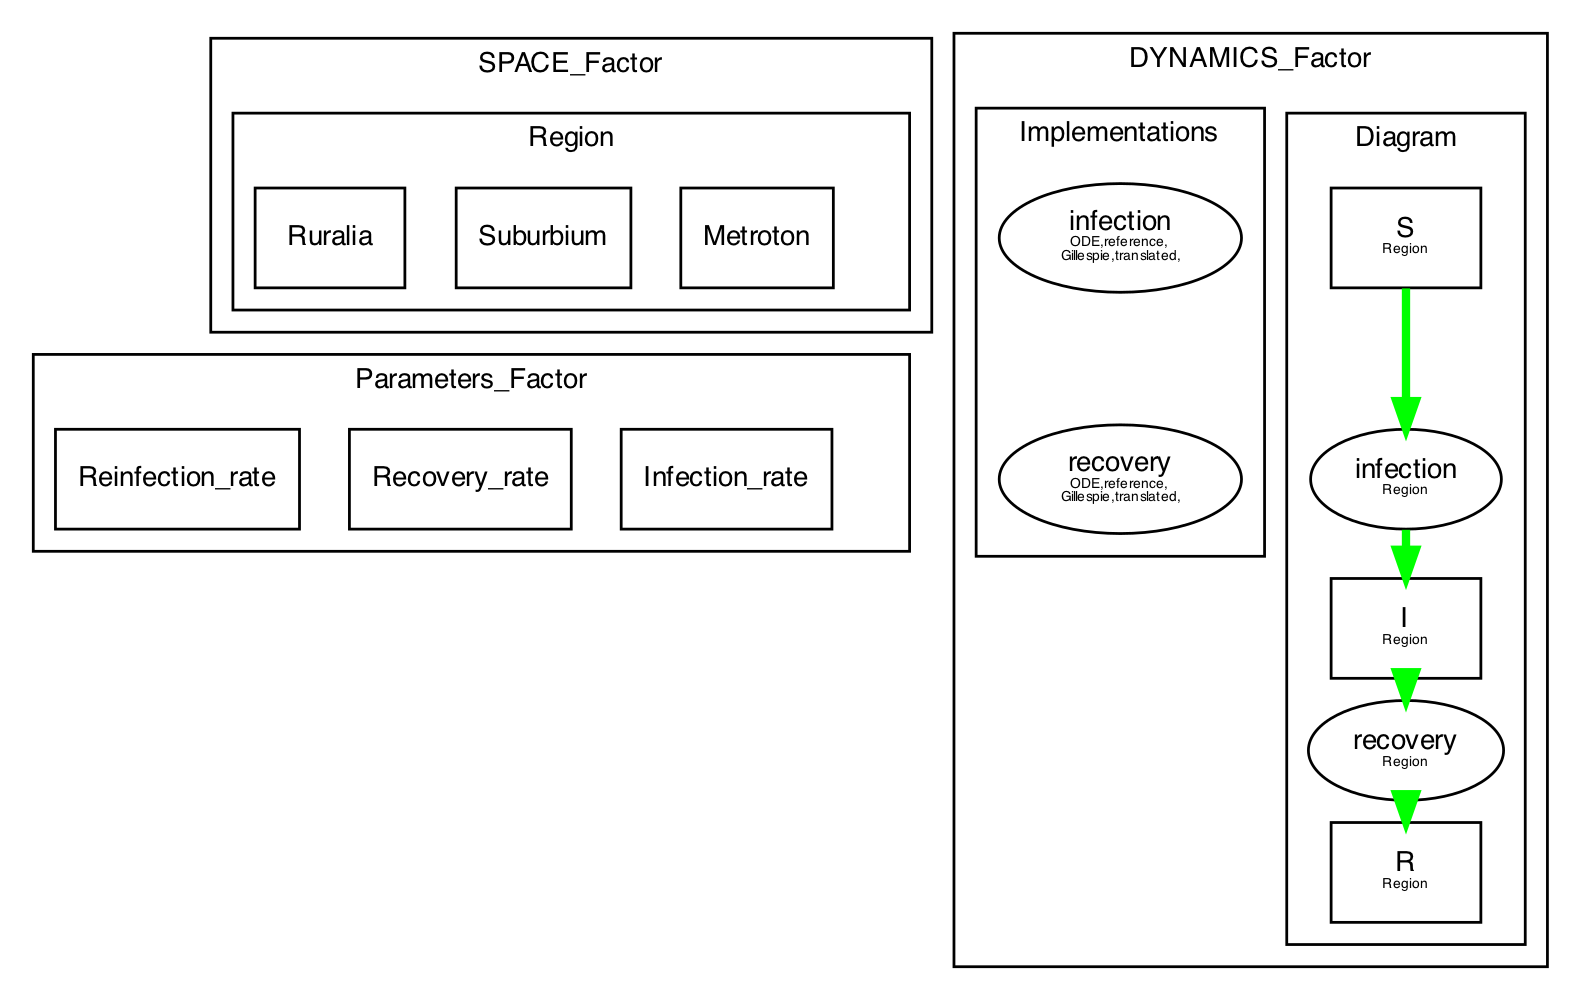 SPACE_Factor
Region
Ruralia
Suburbium
Metroton
Parameters_Factor
Reinfection_rate
Recovery_rate
Infection_rate
DYNAMICS_Factor
Implementations
infection
ODE,reference,
Gillespie,translated,
recovery
ODE,reference,
Gillespie,translated,
Diagram
S
Region
infection
Region
I
Region
recovery
Region
R
Region